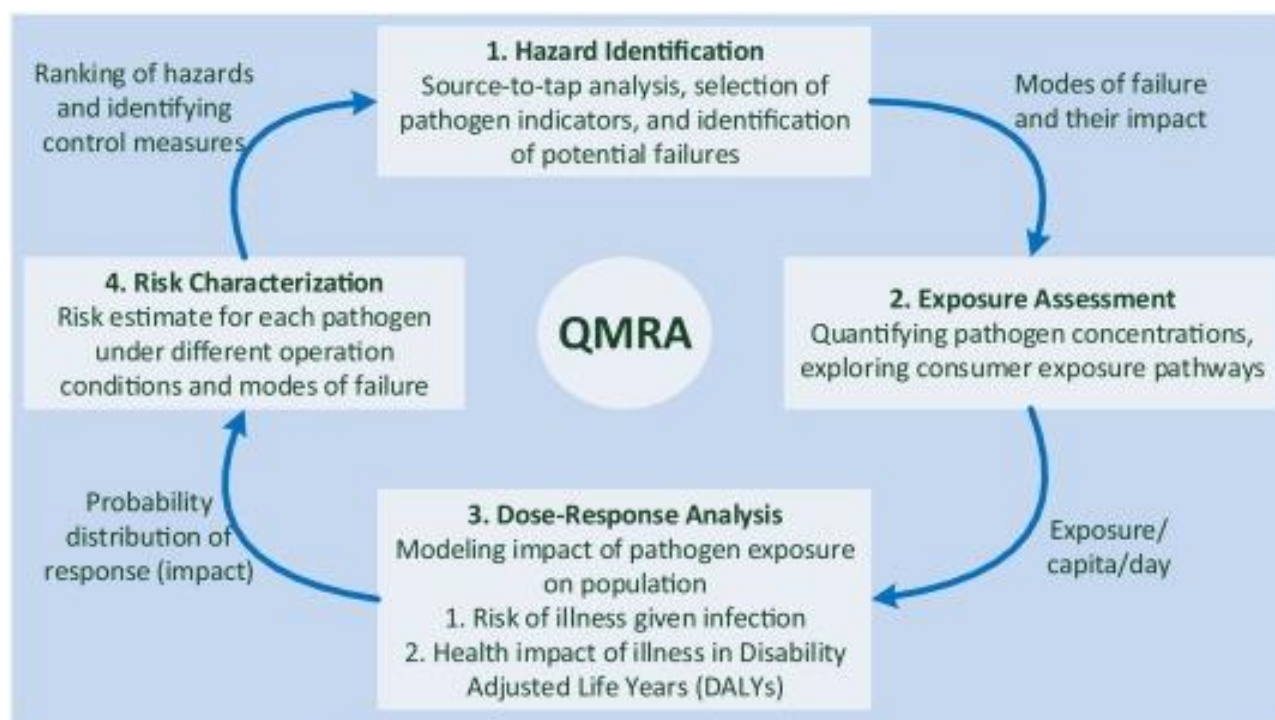 1. Hazard Identification
Source-to-tap analysis, selection of
pathogen indicators, and identification
of potential failures
Modes of failure
and their impact
2. Exposure Assessment
Quantifying pathogen concentrations,
exploring consumer exposure pathways
Exposure/
capita/day
3. Dose-Response Analysis
Modeling impact of pathogen exposure
on population
1. Risk of illness given infection
2. Health impact of illness in Disability
Adjusted Life Years (DALYs)
Probability
distribution of
response (impact)
4. Risk Characterization
Risk estimate for each pathogen
under different operation
conditions and modes of failure
Ranking of hazards
and identifying
control measures
QMRA